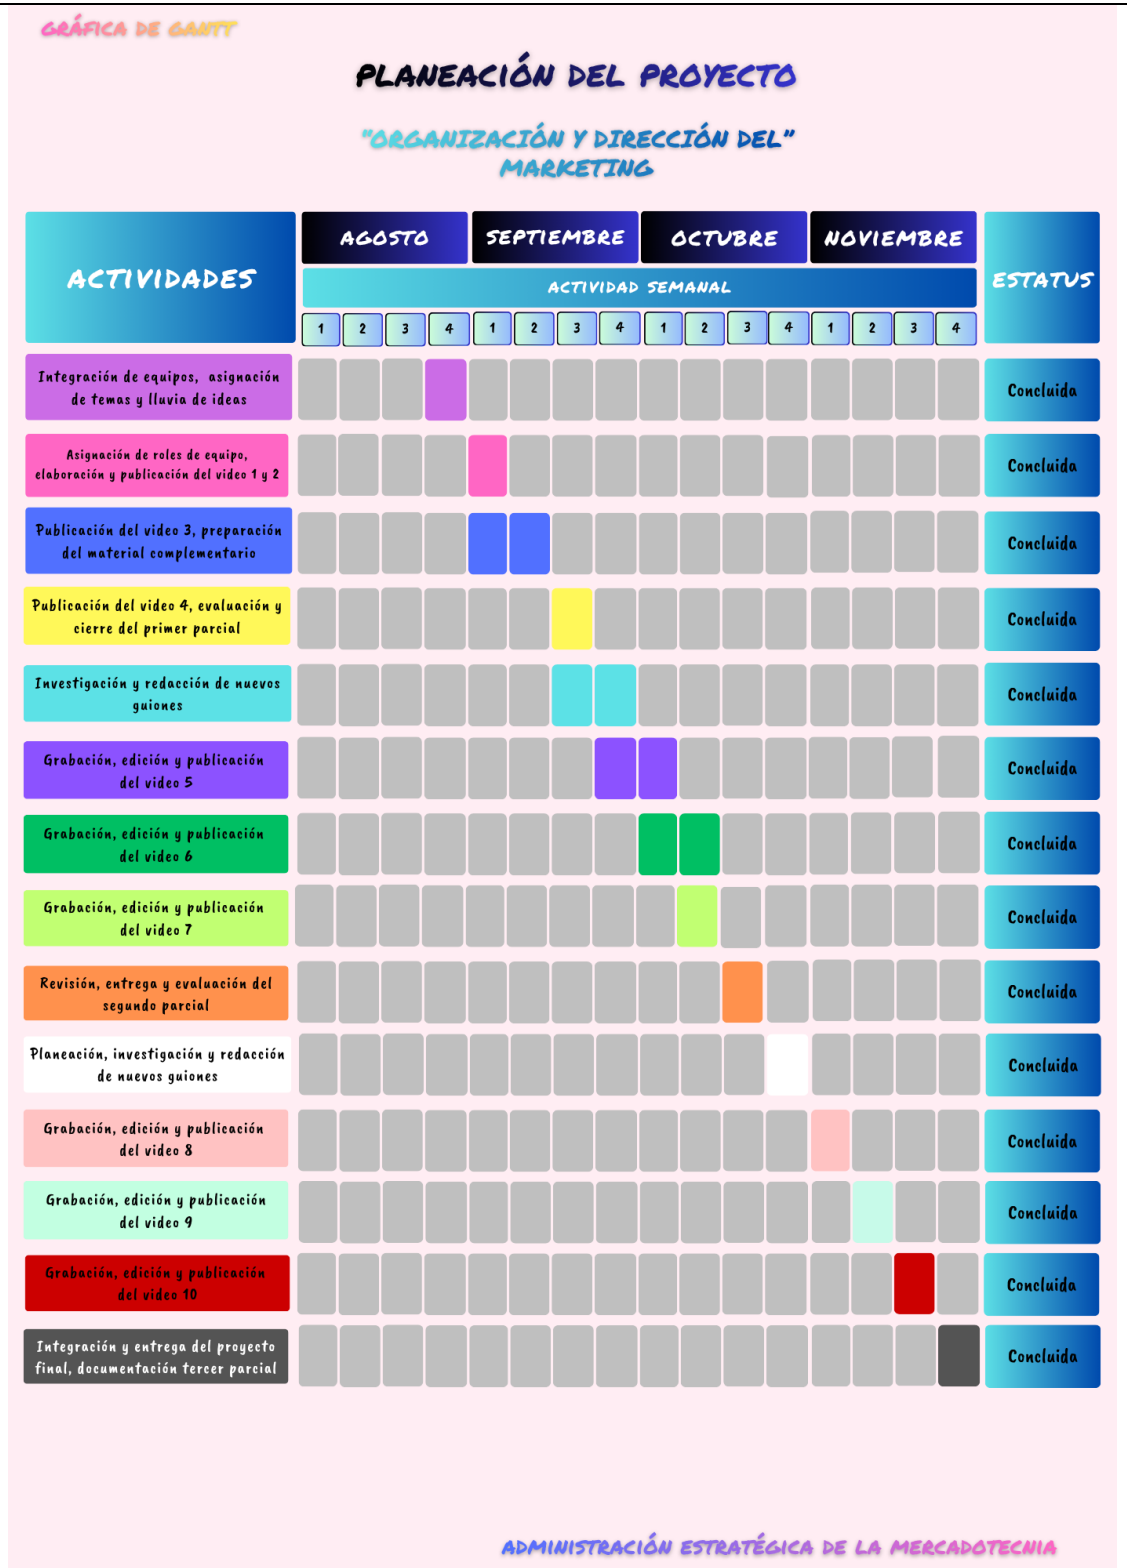 GRÁFICA DE GANTT
PLANEACIÓN DEL PROYECTO
"ORGANIZACIÓN Y DIRECCIÓN DEL"
MARKETING
ACTIVIDADES
AGOSTO SEPTIEMBRE OCTUBRE NOVIEMBRE
ESTATUS
ACTIVIDAD SEMANAL
1 2 3 4 1 2 3 4 1 2 3 4 1 2 3 4
Integración de equipos, asignación
de temas y lluvia de ideas
Concluida
Asignación de roles de equipo,
elaboración y publicación del video 1 y 2
Concluida
Publicación del video 3, preparación
del material complementario
Concluida
Publicación del video 4, evaluación y
cierre del primer parcial
Concluida
Investigación y redacción de nuevos
guiones
Concluida
Grabación, edición y publicación
del video 5
Concluida
Grabación, edición y publicación
del video 6
Concluida
Grabación, edición y publicación
del video 7
Concluida
Revisión, entrega y evaluación del
segundo parcial
Concluida
Planeación, investigación y redacción
de nuevos guiones
Concluida
Grabación, edición y publicación
del video 8
Concluida
Grabación, edición y publicación
del video 9
Concluida
Grabación, edición y publicación
del video 10
Concluida
Integración y entrega del proyecto
final, documentación tercer parcial
Concluida
ADMINISTRACIÓN ESTRATÉGICA DE LA MERCADOTECNIA